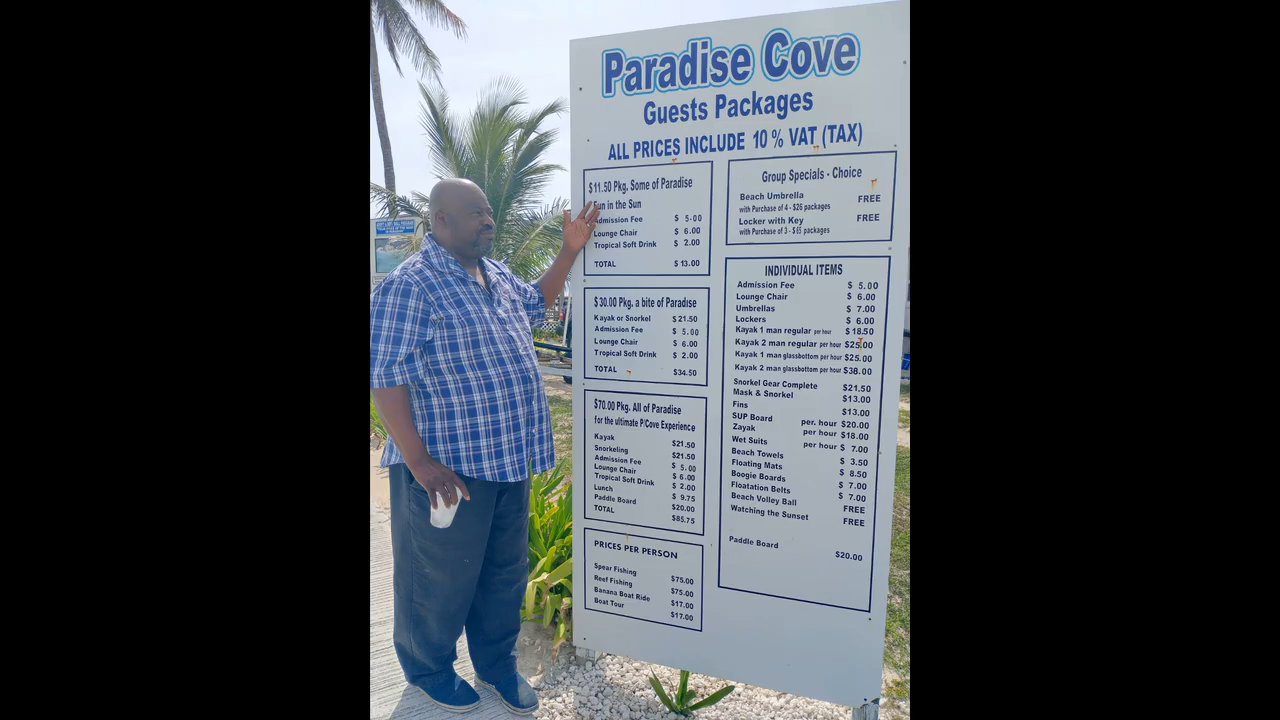 Paradise Cove
Guests Packages
ALL PRICES INCLUDE 10 % VAT (TAX)
$11.50 Pkg. Some of Paradise
Fun in the Sun
Admission Fee $ 5.00
Lounge Chair $ 6.00
Tropical Soft Drink $ 2.00
TOTAL $ 13.00
$ 30.00 Pkg. a bite of Paradise
Kayak or Snorkel $ 21.50
Admission Fee $ 5.00
Lounge Chair $ 6.00
Tropical Soft Drink $ 2.00
TOTAL $34.50
$70.00 Pkg. All of Paradise
for the ultimate P/Cove Experience
Kayak $21.50
Snorkeling $21.50
Admission Fee $ 5.00
Lounge Chair $ 6.00
Tropical Soft Drink $ 2.00
Lunch $ 9.75
Paddle Board $20.00
TOTAL $85.75
PRICES PER PERSON
Spear Fishing $75.00
Reef Fishing $75.00
Banana Boat Ride $17.00
Boat Tour $17.00
Group Specials - Choice
Beach Umbrella FREE
with Purchase of 4 - $26 packages
Locker with Key FREE
with Purchase of 3 - $65 packages
INDIVIDUAL ITEMS
Admission Fee $ 5.00
Lounge Chair $ 6.00
Umbrellas $ 7.00
Lockers $ 6.00
Kayak 1 man regular per hour $ 18.50
Kayak 2 man regular per hour $25.00
Kayak 1 man glassbottom per hour $25.00
Kayak 2 man glassbottom per hour $38.00
Snorkel Gear Complete $21.50
Mask & Snorkel $13.00
Fins $13.00
SUP Board per. hour $20.00
Zayak per hour $18.00
Wet Suits per hour $ 7.00
Beach Towels $ 3.50
Floating Mats $ 8.50
Boogie Boards $ 7.00
Floatation Belts $ 7.00
Beach Volley Ball FREE
Watching the Sunset FREE
Paddle Board $20.00